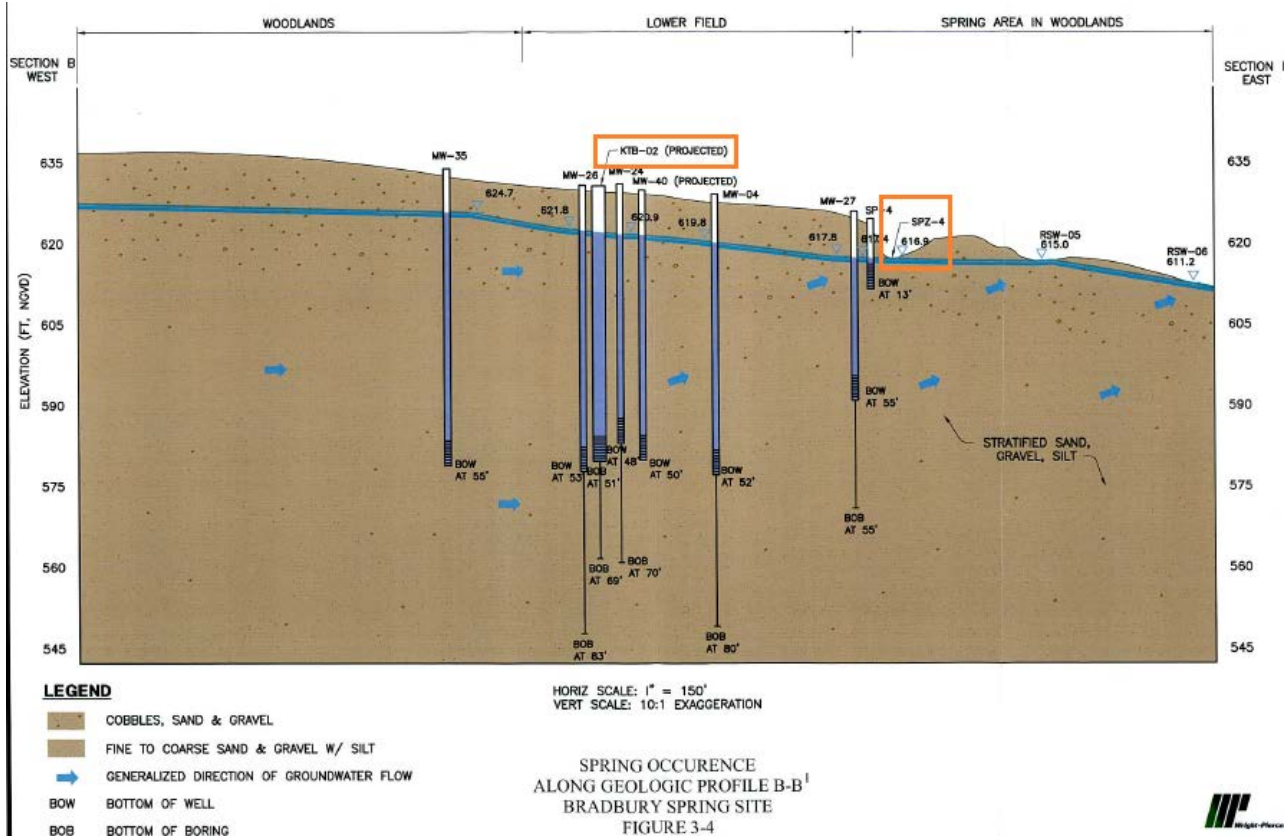 WOODLANDS
LOWER FIELD
SPRING AREA IN WOODLANDS
SECTION B
WEST
SECTION
EAST
635
620
605
590
575
560
545
ELEVATION (FT, NGVD)
635
620
605
590
575
560
545
MW-35
KTB-02 (PROJECTED)
MW-26
MW-24
MW-40 (PROJECTED)
MW-04
MW-27
SPZ-4
RSW-05
615.0
RSW-06
611.2
624.7
621.8
620.9
619.8
617.8
616.9
BOW
AT 55'
BOW
AT 53'
BOB
AT 51'
BOW
AT 48'
BOW
AT 50'
BOW
AT 52'
BOW
AT 55'
BOW
AT 13'
BOB
AT 69'
BOB
AT 70'
BOB
AT 83'
BOB
AT 80'
BOB
AT 55'
STRATIFIED SAND,
GRAVEL, SILT
LEGEND
COBBLES, SAND & GRAVEL
FINE TO COARSE SAND & GRAVEL W/ SILT
GENERALIZED DIRECTION OF GROUNDWATER FLOW
BOW BOTTOM OF WELL
BOB BOTTOM OF BORING
HORIZ SCALE: 1" = 150'
VERT SCALE: 10:1 EXAGGERATION
SPRING OCCURENCE
ALONG GEOLOGIC PROFILE B-B'
BRADBURY SPRING SITE
FIGURE 3-4
Wright-Pierce